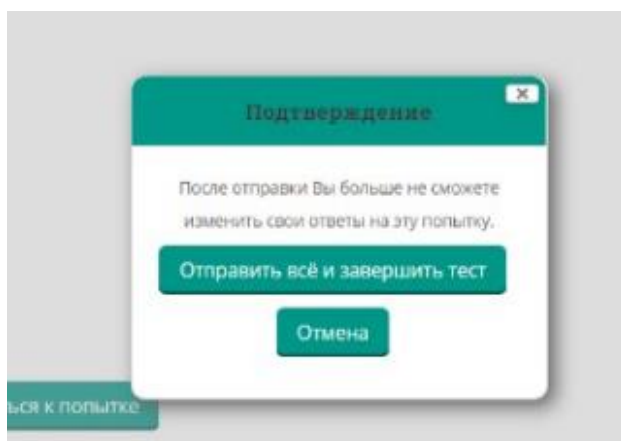 Подтверждение
После отправки Вы больше не сможете
изменить свои ответы на эту попытку.
Отправить всё и завершить тест
Отмена
ься к попытке